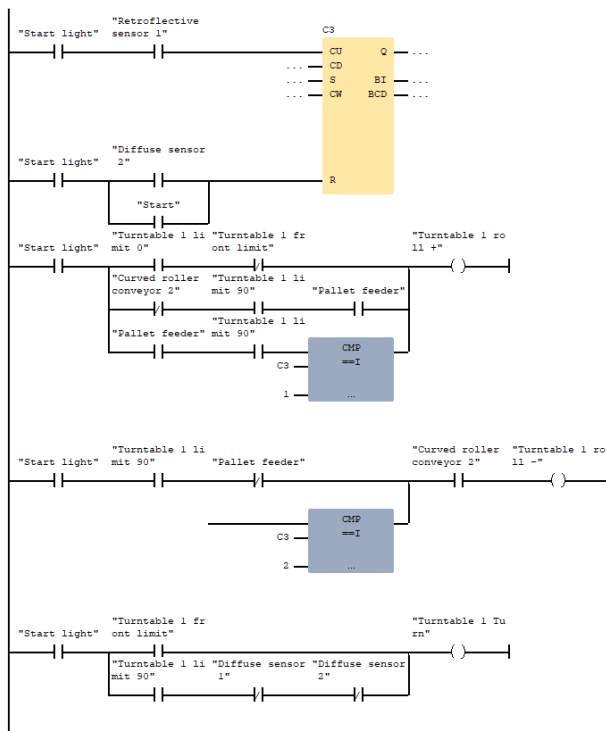 "Retroflective
"Start light" sensor 1"
C3
CU Q ...
... CD
... S BI ...
... CW BCD ...
"Diffuse sensor
"Start light" 2"
R
"Start"
"Turntable 1 li "Turntable 1 fr "Turntable 1 ro
"Start light" mit 0" ont limit" ll +"
"Curved roller "Turntable 1 li
conveyor 2" mit 90" "Pallet feeder"
"Turntable 1 li
"Pallet feeder" mit 90"
CMP
C3 ==I
1 ...
"Turntable 1 li "Curved roller "Turntable 1 ro
"Start light" mit 90" "Pallet feeder" conveyor 2" ll -"
CMP
C3 ==I
2 ...
"Turntable 1 fr "Turntable 1 Tu
"Start light" ont limit" rn"
"Turntable 1 li "Diffuse sensor "Diffuse sensor
mit 90" 1" 2"